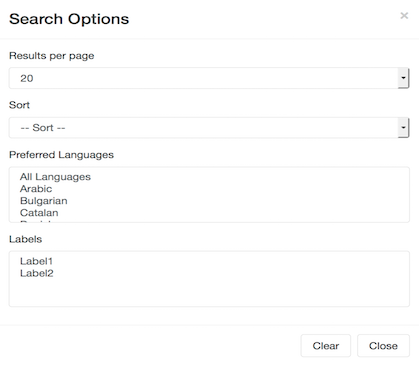 Search Options
×
Results per page
20
Sort
-- Sort --
Preferred Languages
All Languages
Arabic
Bulgarian
Catalan
Labels
Label1
Label2
Clear
Close